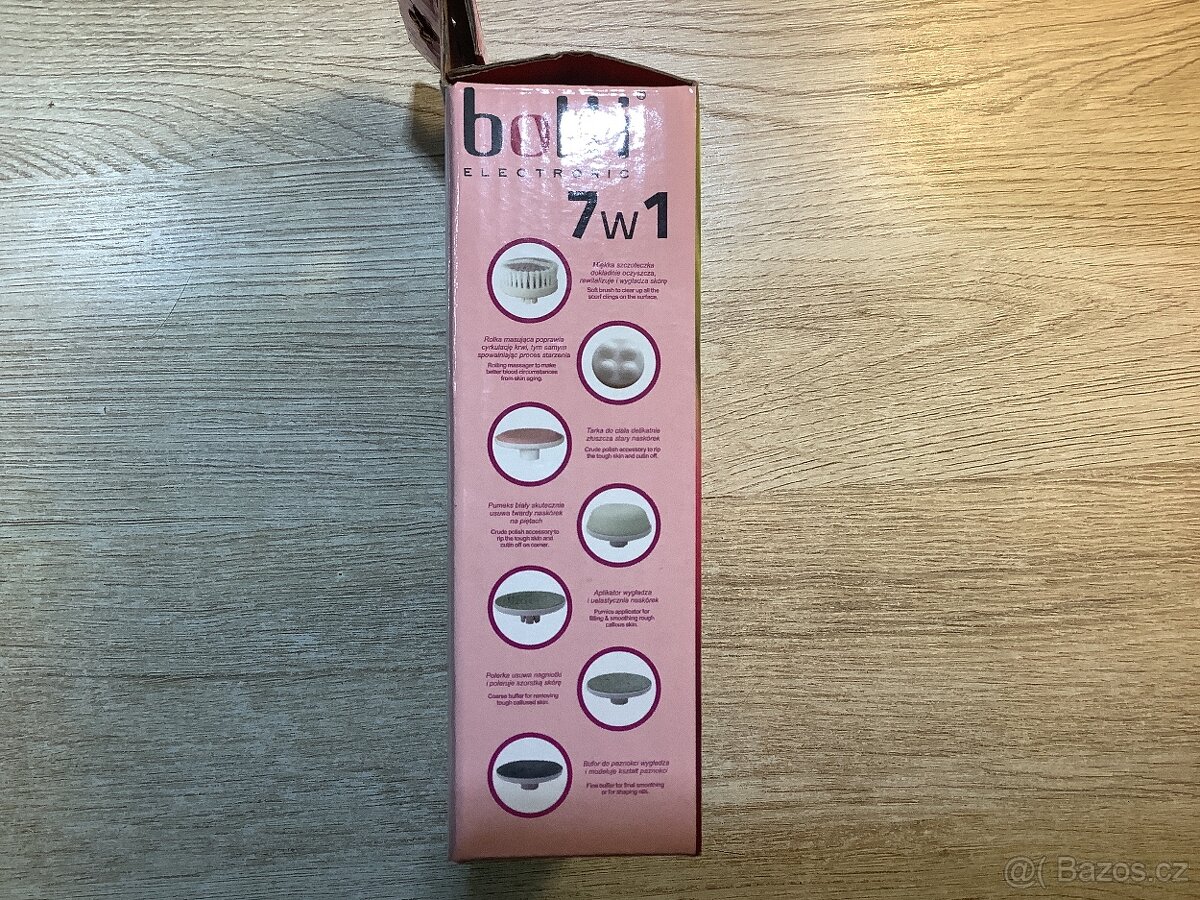 ELECTRONIC
7w1
Miękka szczoteczka
dokładnie oczyszcza,
rewitalizuje i wygładza skórę
Soft brush to clear up all the
scurf clings on the surface.
Rolka masująca poprawia
cyrkulację krwi, tym samym
spowalniając proces starzenia
Rolling massager to make
better blood circumstances
from skin aging.
Tarka do ciała delikatnie
złuszcza stary naskórek
Crude polish accessory to rip
the tough skin and cutin off.
Pumeks biały skutecznie
usuwa twardy naskórek
na piętach
Crude polish accessory to
rip the tough skin and
cutin off on corner.
Aplikator wygładza
i uelastycznia naskórek
Pumice applicator for
filling & smoothing rough
callous skin.
Polerka usuwa nagniotki
i poleruje szorstką skórę
Coarse buffer for removing
tough calloused skin.
Bufor do paznokci wygładza
i modeluje kształt paznokci
Fine buffer for final smoothing
or for shaping nils.
@( Bazos.cz